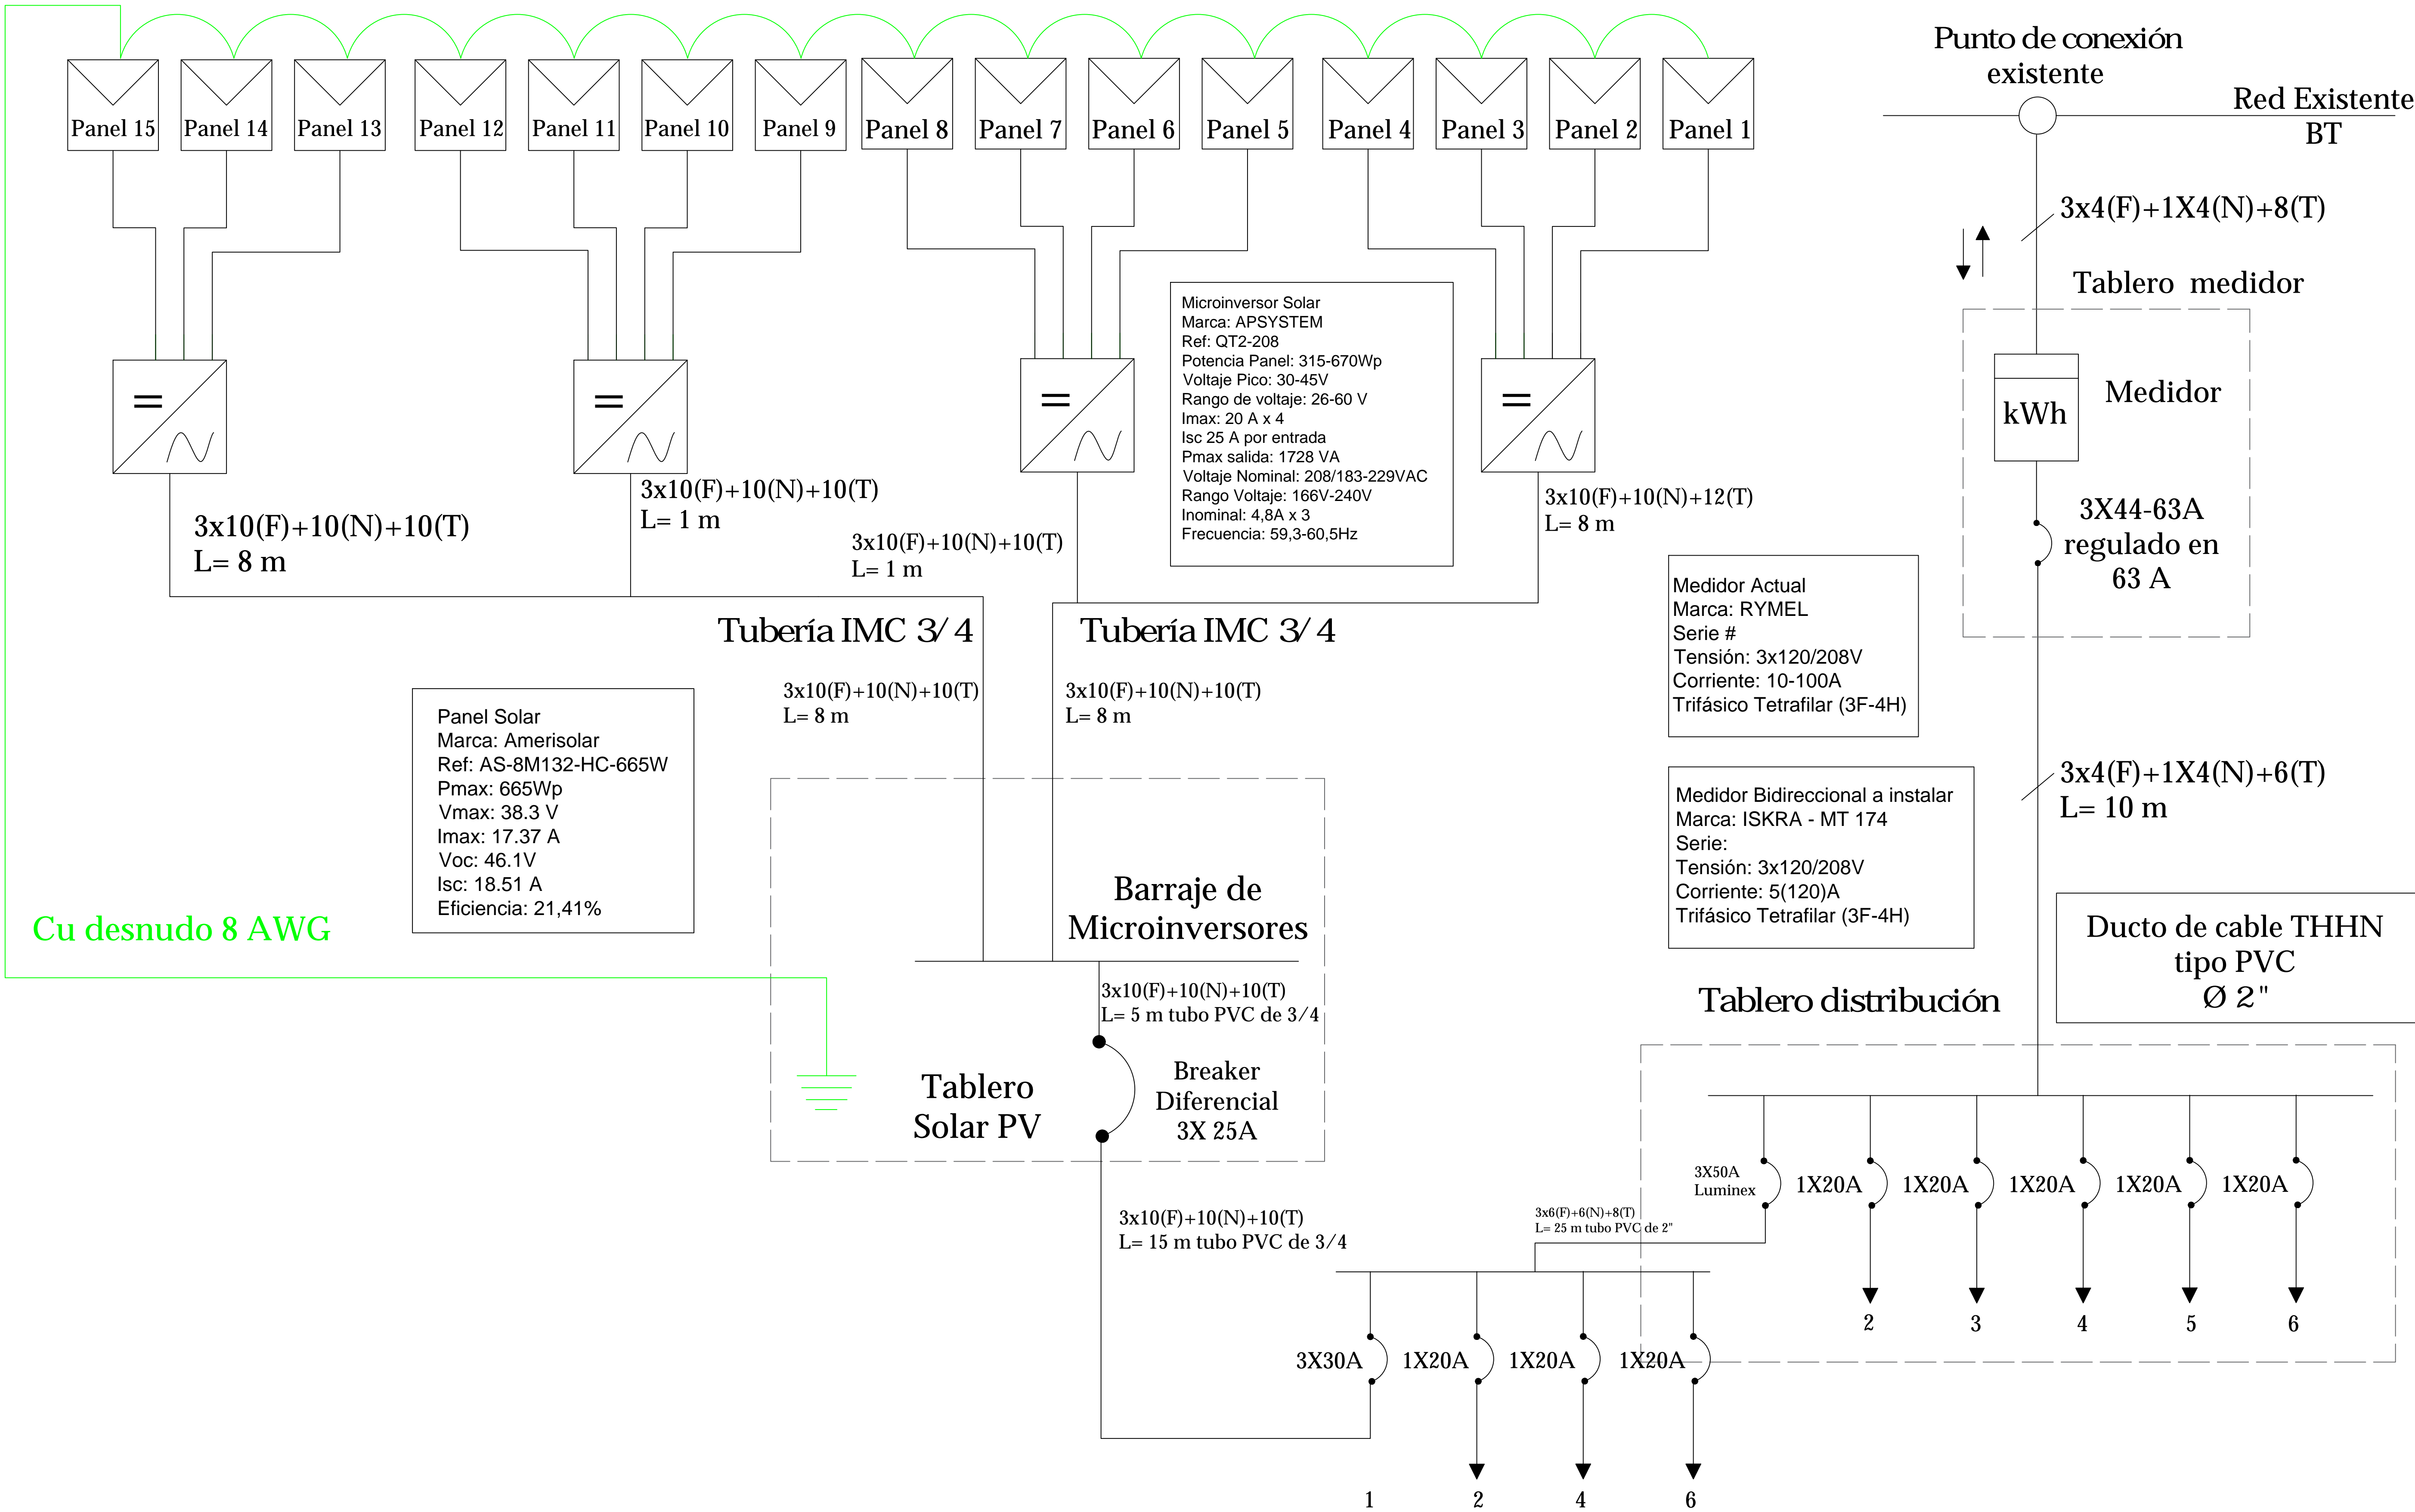 Punto de conexión
existente
Red Existente
BT
Panel 15
Panel 14
Panel 13
Panel 12
Panel 11
Panel 10
Panel 9
Panel 8
Panel 7
Panel 6
Panel 5
Panel 4
Panel 3
Panel 2
Panel 1
3x4(F)+1X4(N)+8(T)
Tablero medidor
Microinversor Solar
Marca: APSYSTEM
Ref: QT2-208
Potencia Panel: 315-670Wp
Voltaje Pico: 30-45V
Rango de voltaje: 26-60 V
Imax: 20 A x 4
Isc 25 A por entrada
Pmax salida: 1728 VA
Voltaje Nominal: 208/183-229VAC
Rango Voltaje: 166V-240V
Inominal: 4,8A x 3
Frecuencia: 59,3-60,5Hz
kWh
Medidor
3X44-63A
regulado en
63 A
3x10(F)+10(N)+10(T)
L= 8 m
3x10(F)+10(N)+10(T)
L= 1 m
3x10(F)+10(N)+10(T)
L= 1 m
3x10(F)+10(N)+12(T)
L= 8 m
Medidor Actual
Marca: RYMEL
Serie #
Tensión: 3x120/208V
Corriente: 10-100A
Trifásico Tetrafilar (3F-4H)
Tubería IMC 3/4
Tubería IMC 3/4
3x10(F)+10(N)+10(T)
L= 8 m
3x10(F)+10(N)+10(T)
L= 8 m
Panel Solar
Marca: Amerisolar
Ref: AS-8M132-HC-665W
Pmax: 665Wp
Vmax: 38.3 V
Imax: 17.37 A
Voc: 46.1V
Isc: 18.51 A
Eficiencia: 21,41%
Medidor Bidireccional a instalar
Marca: ISKRA - MT 174
Serie:
Tensión: 3x120/208V
Corriente: 5(120)A
Trifásico Tetrafilar (3F-4H)
3x4(F)+1X4(N)+6(T)
L= 10 m
Cu desnudo 8 AWG
Barraje de
Microinversores
Ducto de cable THHN
tipo PVC
Ø 2"
3x10(F)+10(N)+10(T)
L= 5 m tubo PVC de 3/4
Tablero distribución
Tablero
Solar PV
Breaker
Diferencial
3X 25A
3X50A
Luminex
1X20A
1X20A
1X20A
1X20A
1X20A
3x10(F)+10(N)+10(T)
L= 15 m tubo PVC de 3/4
3x6(F)+6(N)+8(T)
L= 25 m tubo PVC de 2"
2
3
4
5
6
3X30A
1X20A
1X20A
1X20A
1
2
4
6